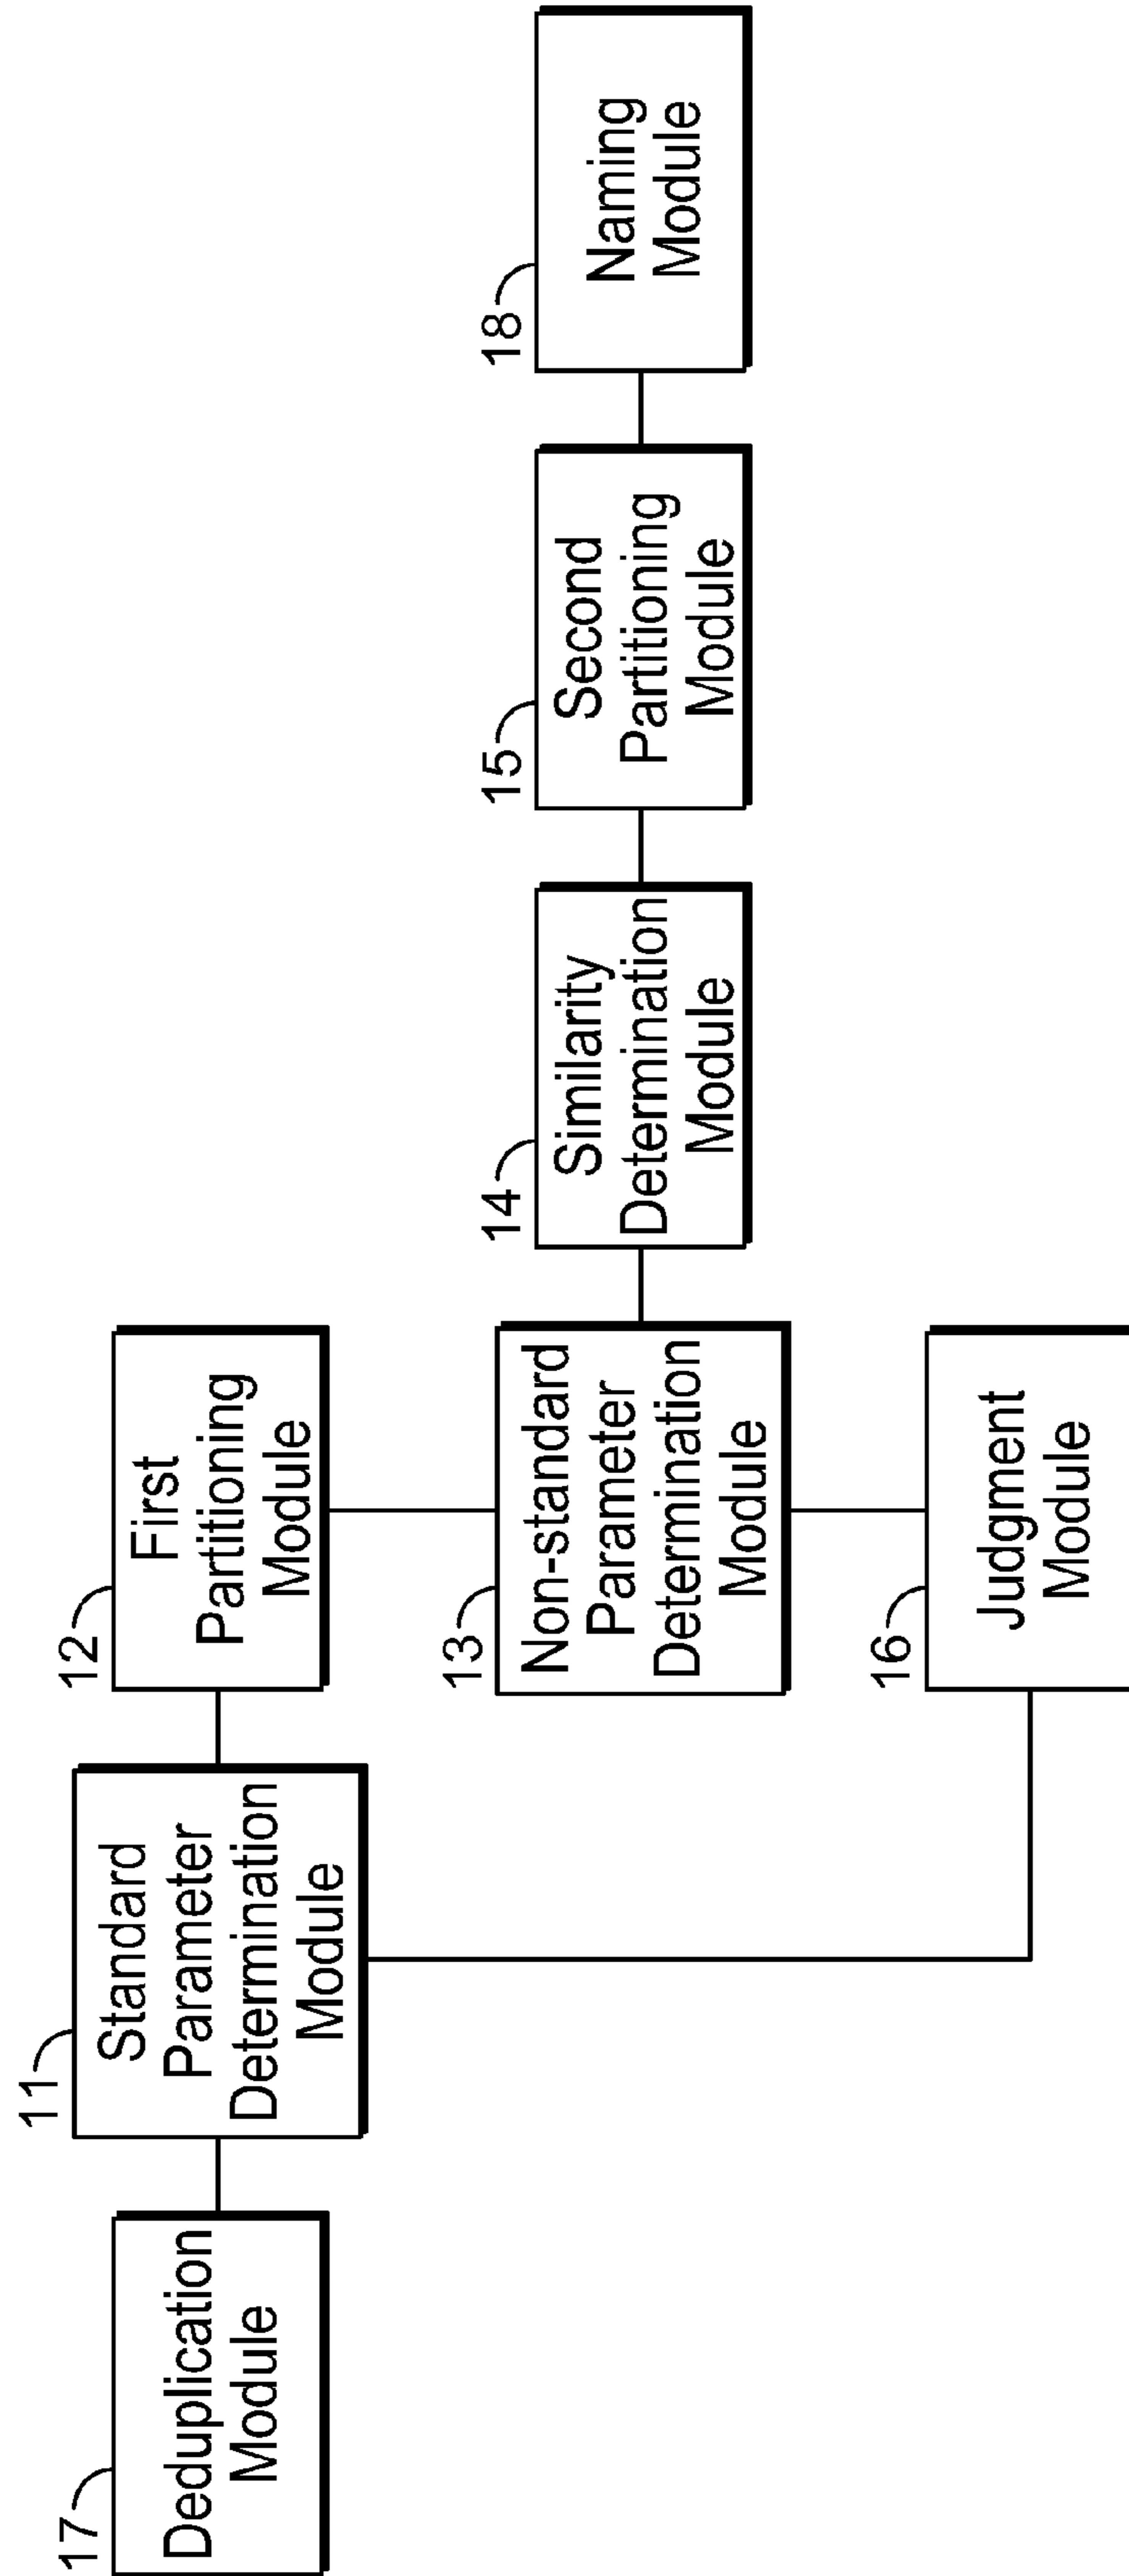 17
Deduplication
Module
11
Standard
Parameter
Determination
Module
12
First
Partitioning
Module
13
Non-standard
Parameter
Determination
Module
16
Judgment
Module
14
Similarity
Determination
Module
15
Second
Partitioning
Module
18
Naming
Module